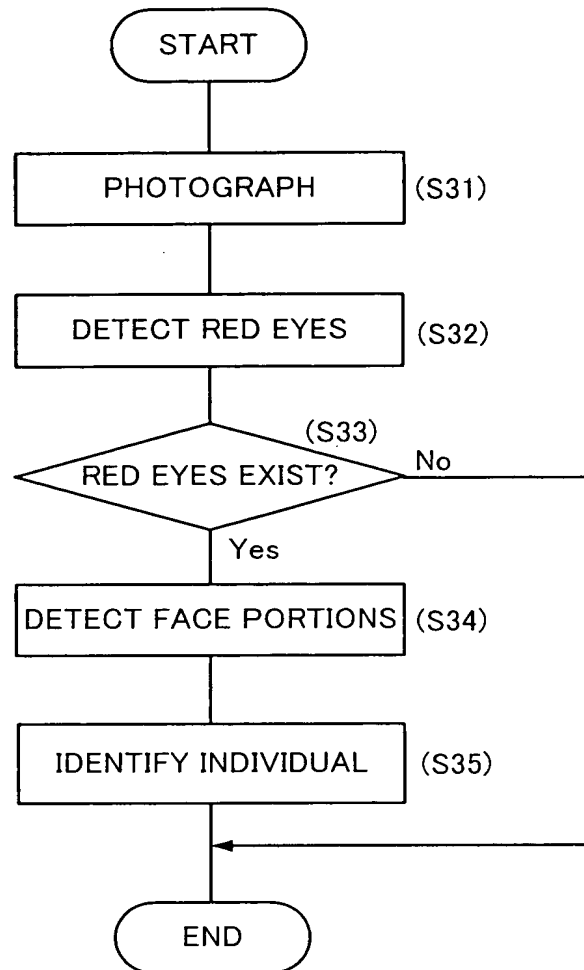 START
PHOTOGRAPH (S31)
DETECT RED EYES (S32)
(S33)
RED EYES EXIST? No
Yes
DETECT FACE PORTIONS (S34)
IDENTIFY INDIVIDUAL (S35)
END